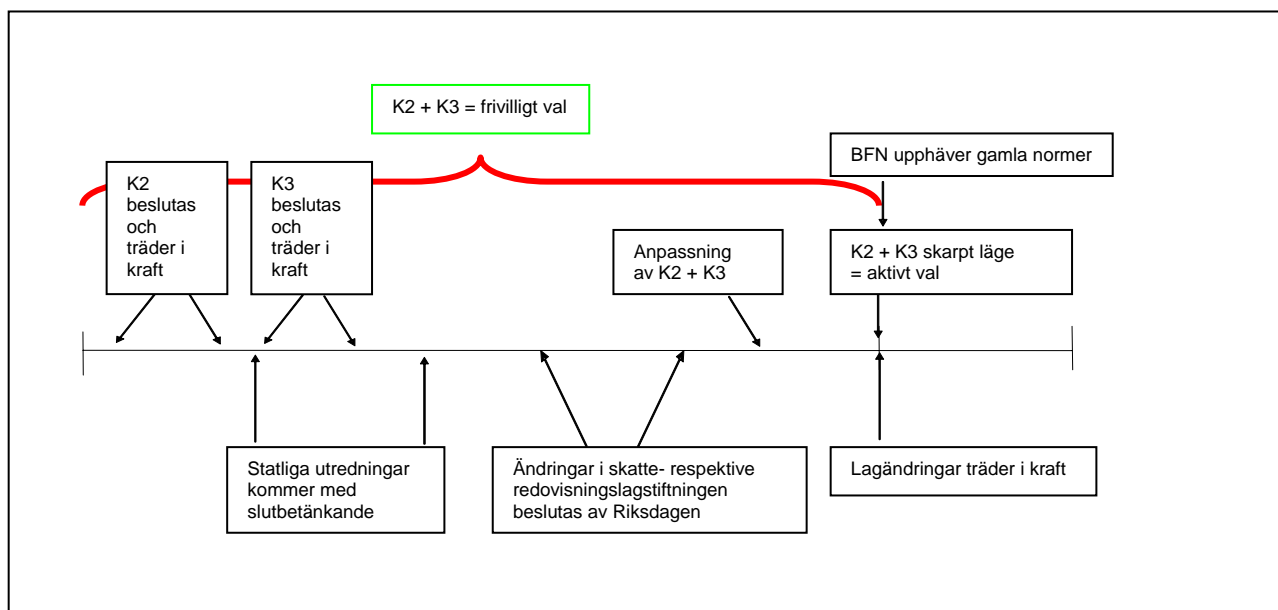 K2 + K3 = frivilligt val
BFN upphäver gamla normer
K2
beslutas
och
träder i
kraft
K3
beslutas
och
träder i
kraft
Anpassning
av K2 + K3
K2 + K3 skarpt läge
= aktivt val
Statliga utredningar
kommer med
slutbetänkande
Ändringar i skatte- respektive
redovisningslagstiftningen
beslutas av Riksdagen
Lagändringar träder i kraft